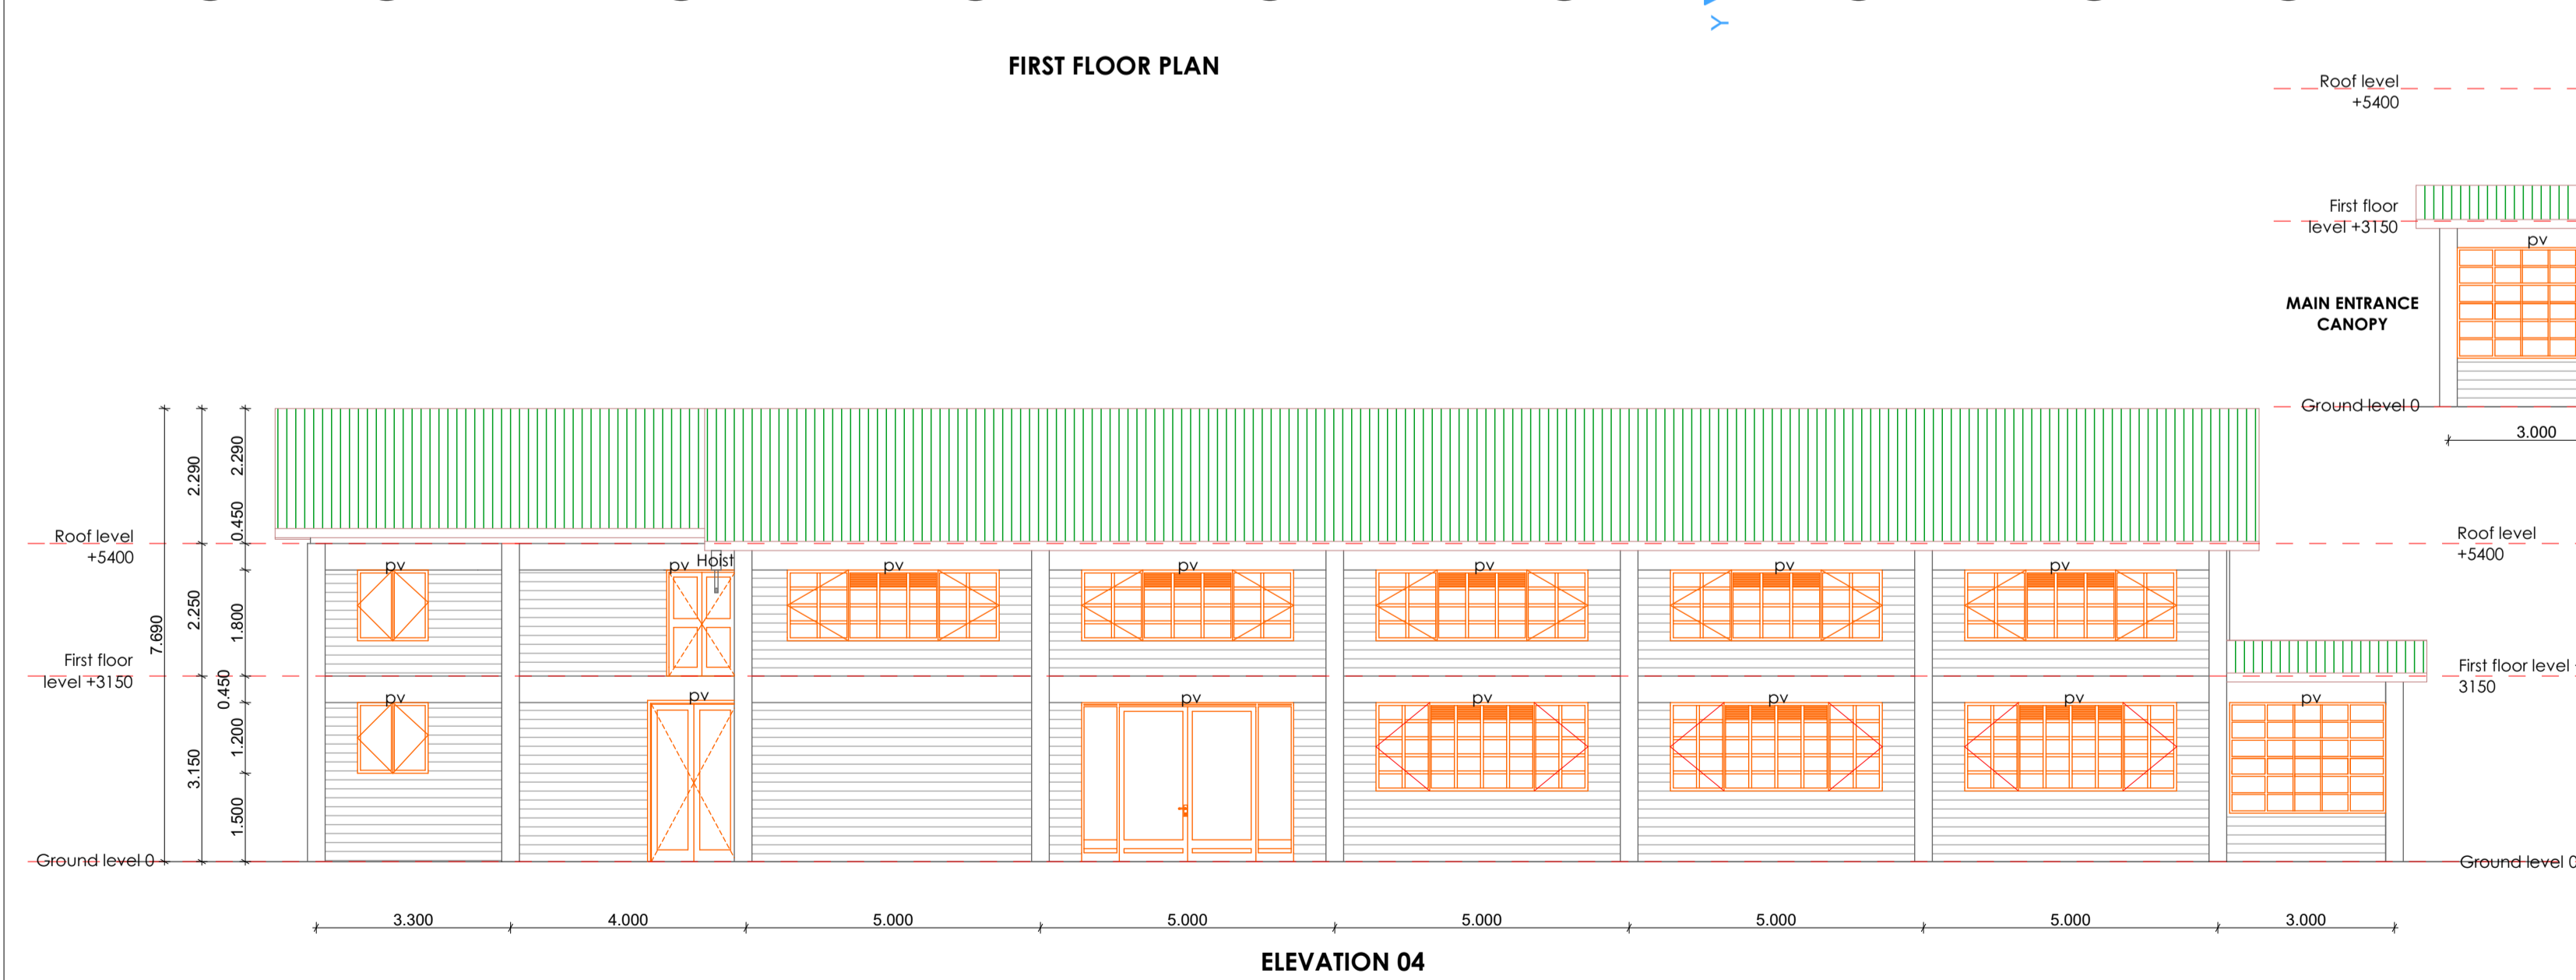 Y
FIRST FLOOR PLAN
Roof level
+5400
First floor
level +3150
pv
MAIN ENTRANCE
CANOPY
Ground level 0
3.000
2.290
2.290
0.450
Roof level
+5400
Roof level
+5400
Hoist
pv
pv
pv
pv
pv
pv
pv
7.690
2.250
1.800
First floor
level +3150
First floor level
3150
0.450
pv
pv
pv
pv
pv
pv
pv
1.200
3.150
1.500
Ground level 0
Ground level 0
3.300
4.000
5.000
5.000
5.000
5.000
5.000
3.000
ELEVATION 04